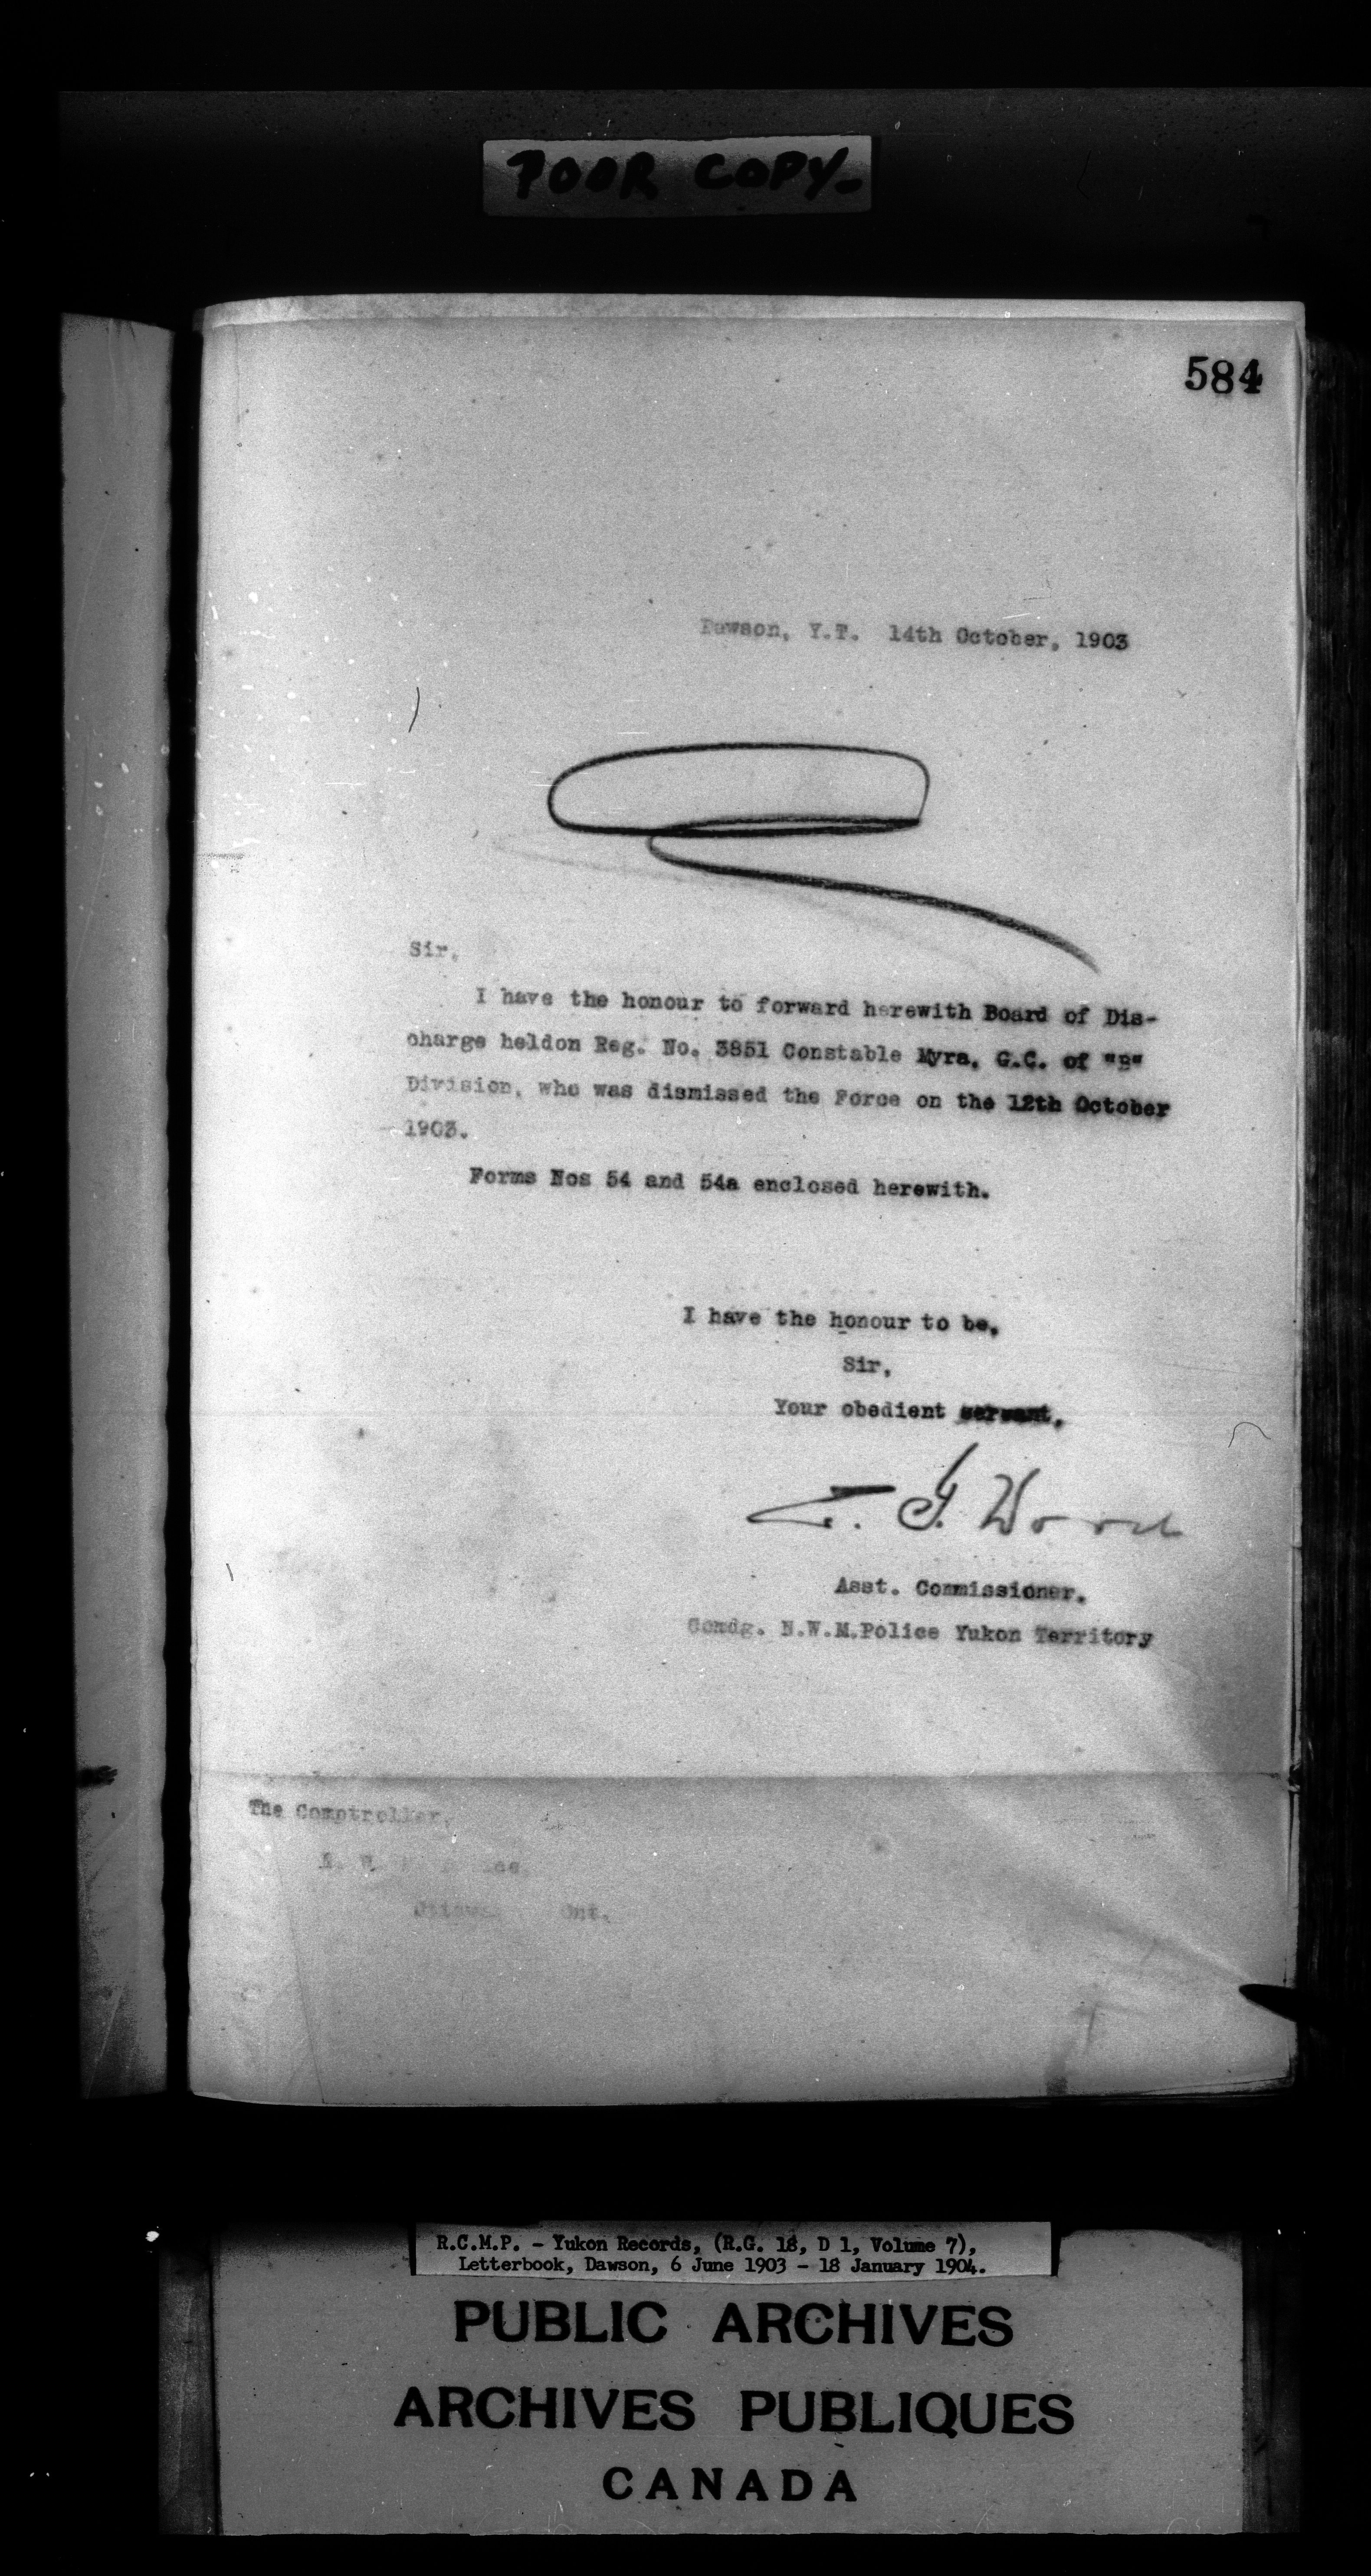 POOR COPY-
584
Dawson, Y.T. 14th October, 1903
Sir,
I have the honour to forward herewith Board of Dis-
charge heldon Reg. No. 3851 Constable Myra, G.C. of "B"
Division, who was dismissed the Force on the 12th October
1903.
Forms Nos 54 and 54a enclosed herewith.
I have the honour to be,
Sir,
Your obedient servant,
Z. T. Wood
Asst. Commissioner,
Comdg. N.W.M.Police Yukon Territory
The Comptroller,
N. W.
Ottawa Ont.
R.C.M.P. - Yukon Records, (R.G. 18, D 1, Volume 7),
Letterbook, Dawson, 6 June 1903 - 18 January 1904.
PUBLIC ARCHIVES
ARCHIVES PUBLIQUES
CANADA